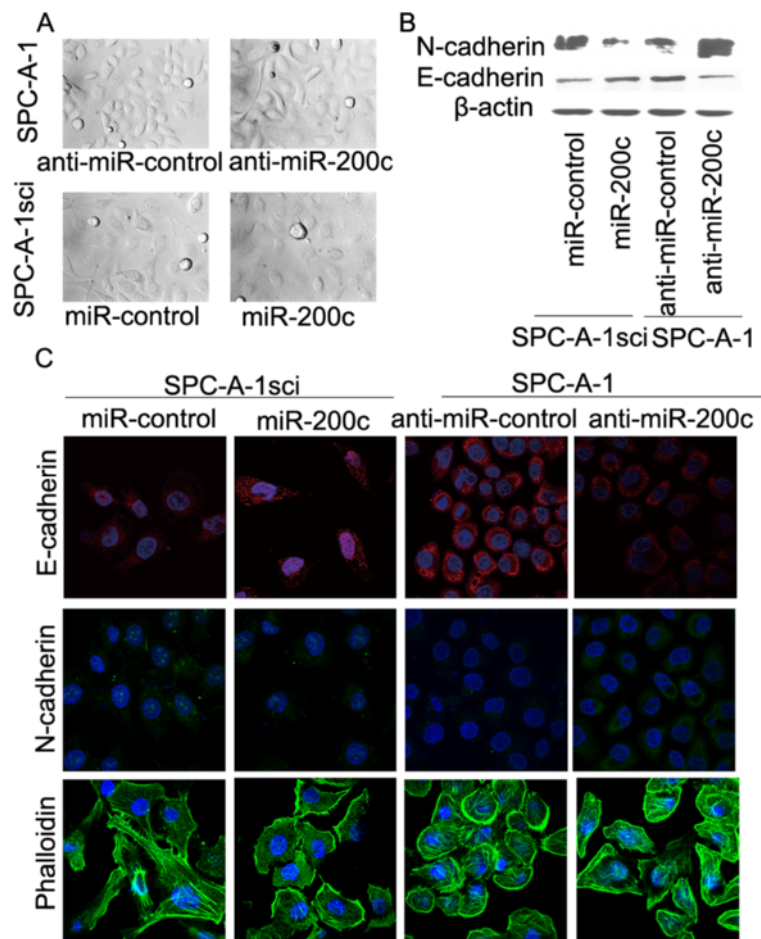 A
SPC-A-1
anti-miR-control anti-miR-200c
SPC-A-1sci
miR-control miR-200c
B
N-cadherin
E-cadherin
β-actin
miR-control
miR-200c
anti-miR-control
anti-miR-200c
SPC-A-1sci SPC-A-1
C
SPC-A-1sci SPC-A-1
miR-control miR-200c anti-miR-control anti-miR-200c
E-cadherin
N-cadherin
Phalloidin